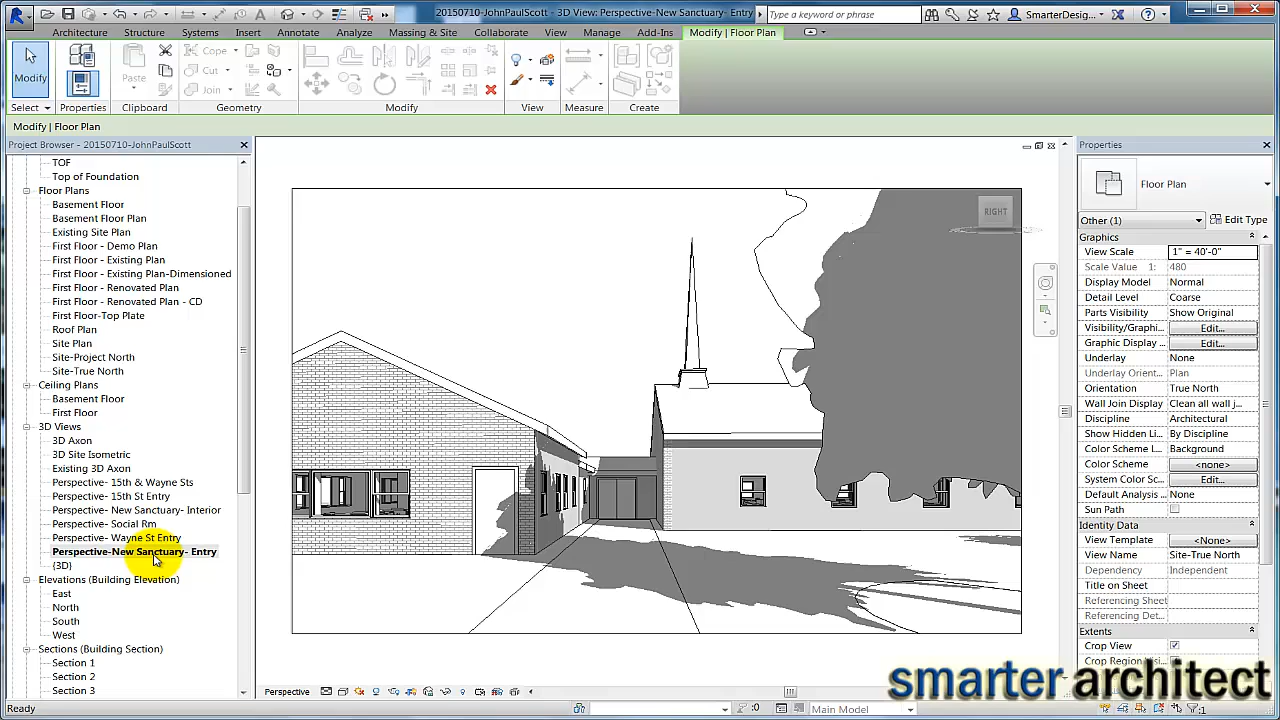 20150710-JohnPaulScott - 3D View: Perspective-New Sanctuary- Entry
Type a keyword or phrase
SmarterDesig...
Architecture Structure Systems Insert Annotate Analyze Massing & Site Collaborate View Manage Add-Ins Modify | Floor Plan
Modify
Paste
Cope
Cut
Join
Select Properties Clipboard Geometry Modify View Measure Create
Modify | Floor Plan
Project Browser - 20150710-JohnPaulScott
TOF
Top of Foundation
Floor Plans
Basement Floor
Basement Floor Plan
Existing Site Plan
First Floor - Demo Plan
First Floor - Existing Plan
First Floor - Existing Plan-Dimensioned
First Floor - Renovated Plan
First Floor - Renovated Plan - CD
First Floor-Top Plate
Roof Plan
Site Plan
Site-Project North
Site-True North
Ceiling Plans
Basement Floor
First Floor
3D Views
3D Axon
3D Site Isometric
Existing 3D Axon
Perspective- 15th & Wayne Sts
Perspective- 15th St Entry
Perspective- New Sanctuary- Interior
Perspective- Social Rm
Perspective- Wayne St Entry
Perspective-New Sanctuary- Entry
{3D}
Elevations (Building Elevation)
East
North
South
West
Sections (Building Section)
Section 1
Section 2
Section 3
RIGHT
Perspective
Properties
Floor Plan
Other (1) Edit Type
Graphics
View Scale 1" = 40'-0"
Scale Value 1: 480
Display Model Normal
Detail Level Coarse
Parts Visibility Show Original
Visibility/Graphi... Edit...
Graphic Display ... Edit...
Underlay None
Underlay Orient... Plan
Orientation True North
Wall Join Display Clean all wall j...
Discipline Architectural
Show Hidden Li... By Discipline
Color Scheme L... Background
Color Scheme <none>
System Color Sc... Edit...
Default Analysis ... None
Sun Path
Identity Data
View Template <None>
View Name Site-True North
Dependency Independent
Title on Sheet
Referencing Sheet
Referencing Det...
Extents
Crop View
smarter architect
Ready
:0
Main Model
:1